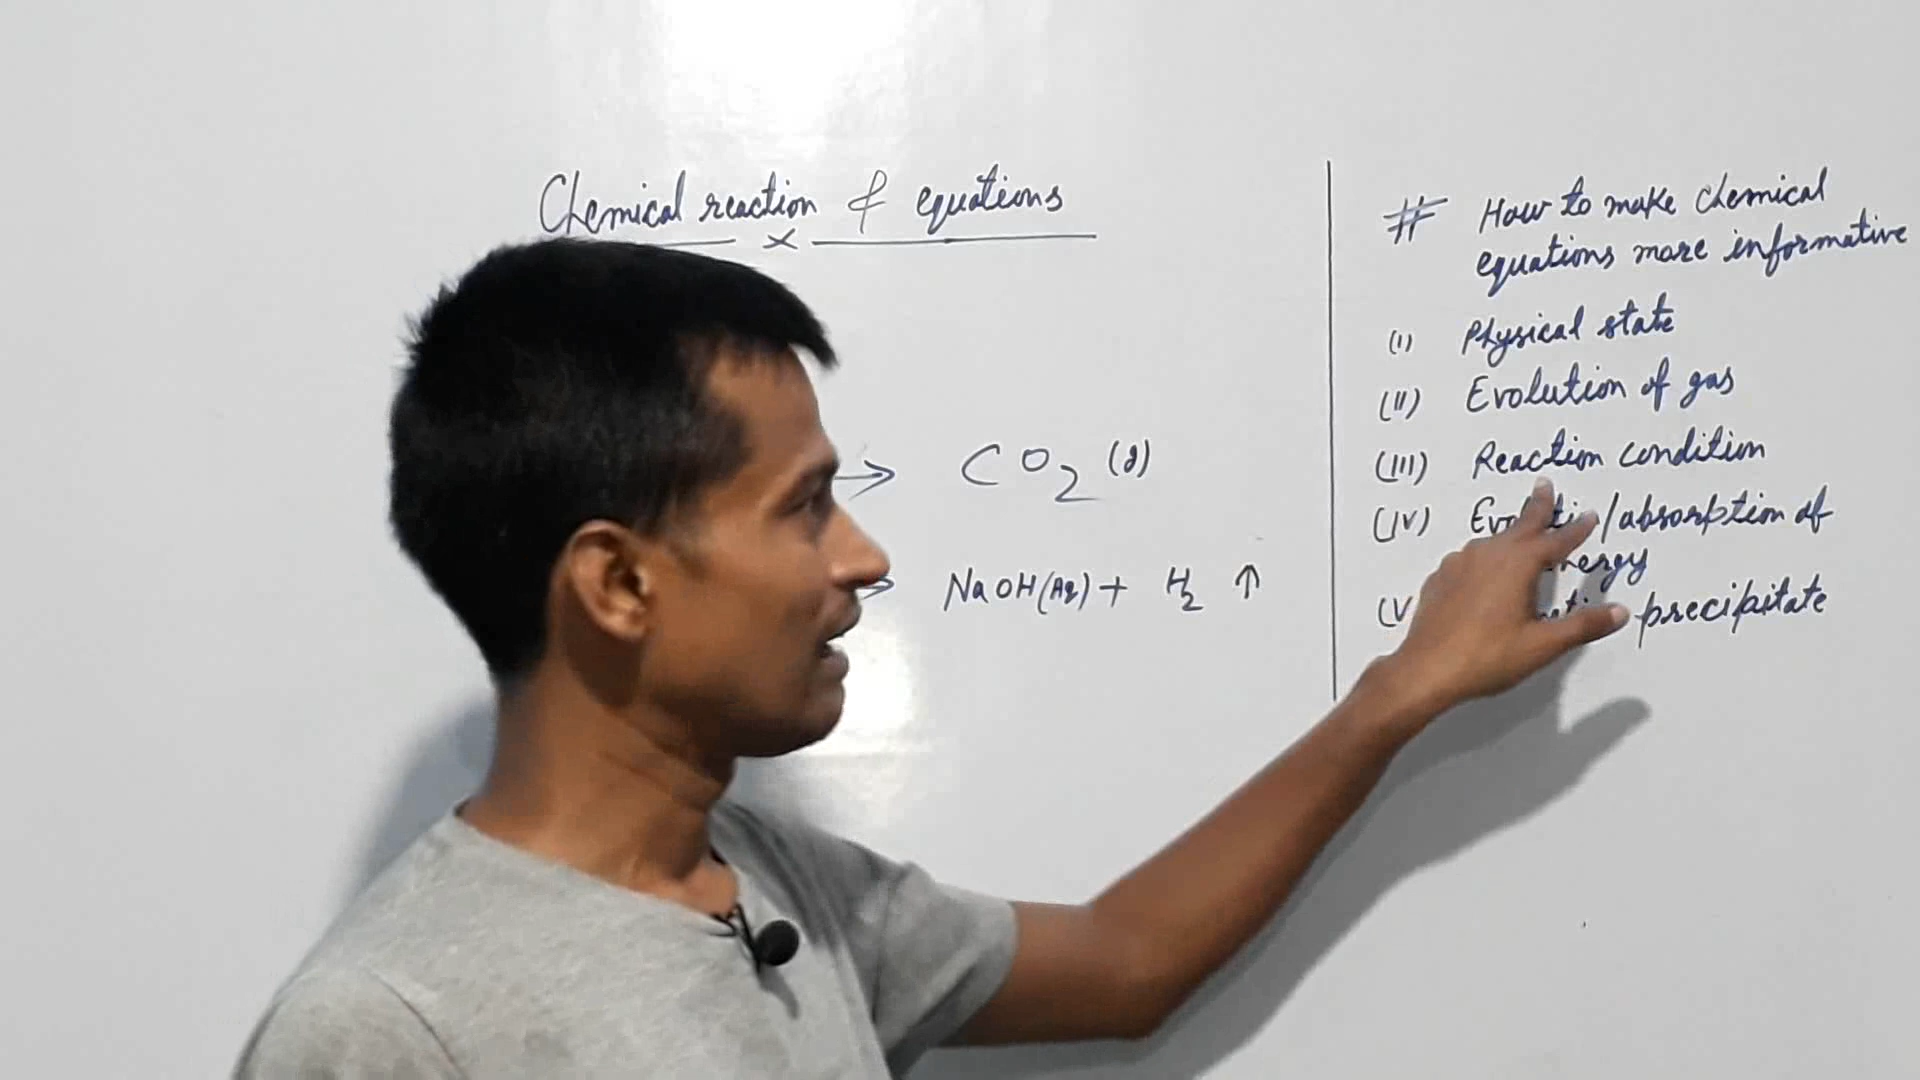 Chemical reaction & equations
x
→ CO2 (g)
→ NaOH(Aq) + H2 ↑
# How to make chemical
equations more informative
(I) Physical state
(II) Evolution of gas
(III) Reaction condition
(IV) /absorption of
(V precipitate